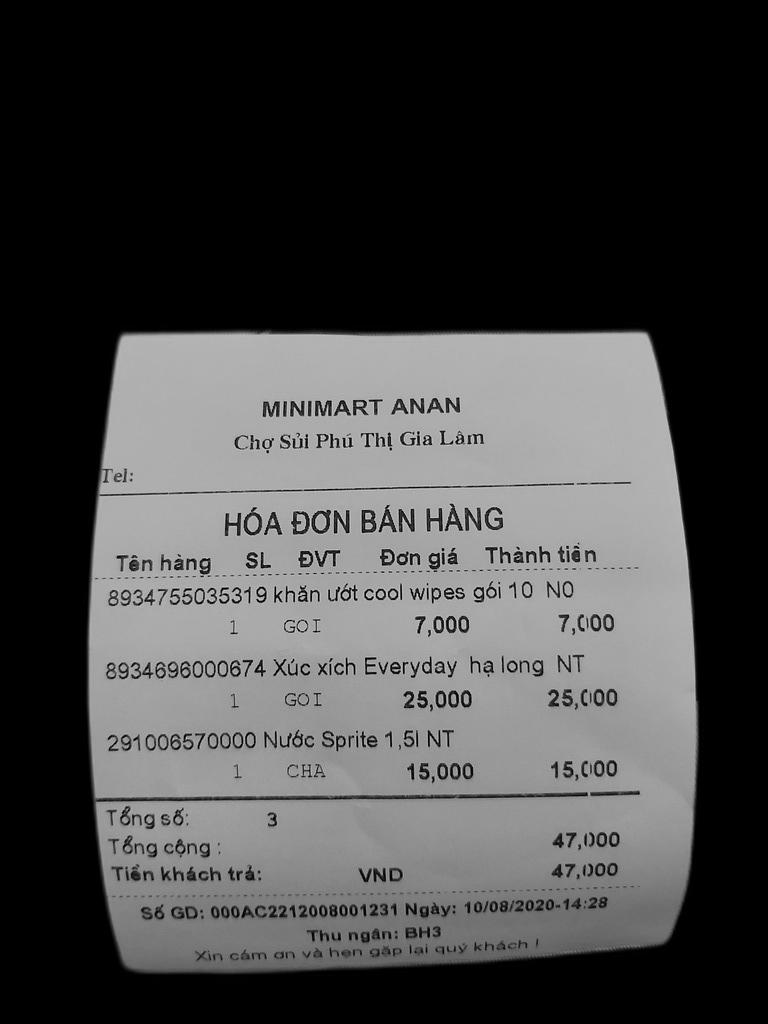 MINIMART ANAN
Chợ Sủi Phú Thị Gia Lâm
Tel:
HÓA ĐƠN BÁN HÀNG
Tên hàng SL ĐVT Đơn giá Thành tiền
8934755035319 khăn ướt cool wipes gói 10 N0
1 GOI 7,000 7,000
8934696000674 Xúc xích Everyday hạ long NT
1 GOI 25,000 25,000
291006570000 Nước Sprite 1,5l NT
1 CHA 15,000 15,000
Tổng số: 3
Tổng cộng : 47,000
Tiền khách trả: VND 47,000
Số GD: 000AC2212008001231 Ngày: 10/08/2020-14:28
Thu ngân: BH3
Xin cám ơn và hẹn gặp lại quý khách !